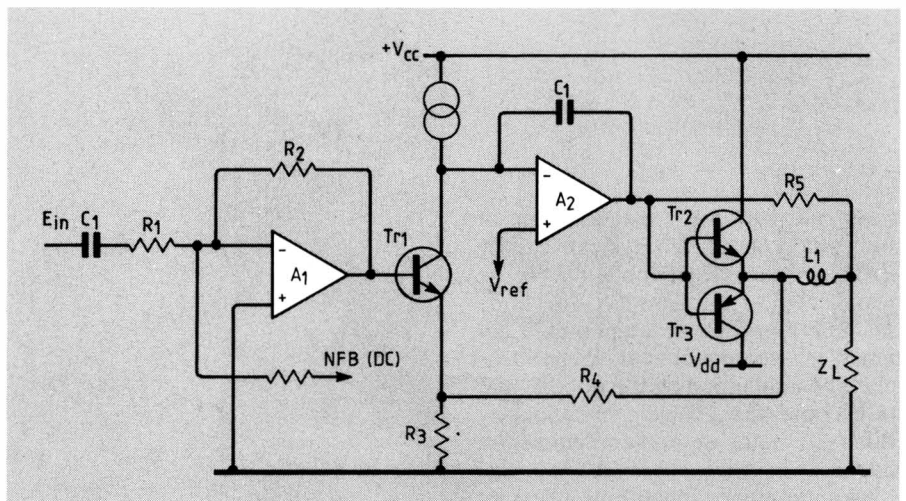 +Vcc
C1
R2
R5
Ein C1 R1
−
A2
+
Tr2
Tr1
L1
−
A1
+
Vref
Tr3
NFB (DC)
−Vdd
ZL
R4
R3